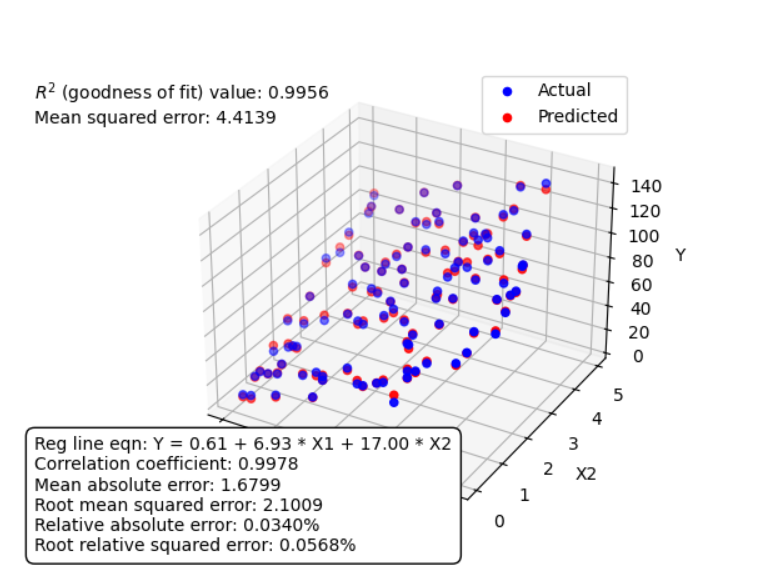 R² (goodness of fit) value: 0.9956
Mean squared error: 4.4139
Actual
Predicted
140
120
100
80
60
40
20
0
Y
5
4
3
2
1
0
X2
Reg line eqn: Y = 0.61 + 6.93 * X1 + 17.00 * X2
Correlation coefficient: 0.9978
Mean absolute error: 1.6799
Root mean squared error: 2.1009
Relative absolute error: 0.0340%
Root relative squared error: 0.0568%